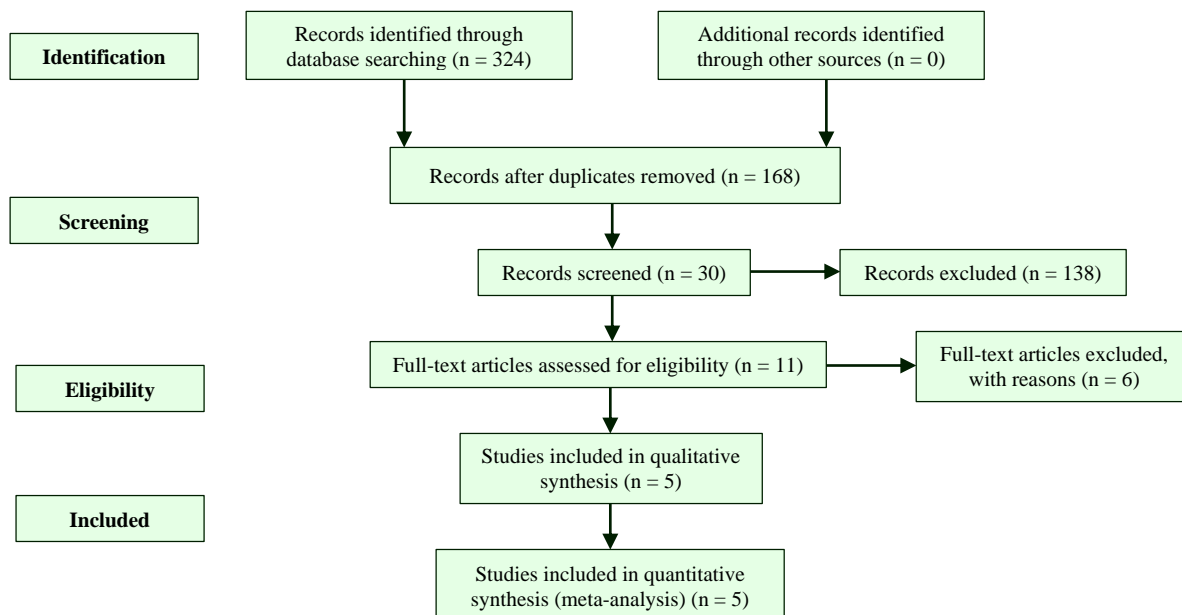 Identification
Records identified through
database searching (n = 324)
Additional records identified
through other sources (n = 0)
Records after duplicates removed (n = 168)
Screening
Records screened (n = 30)
Records excluded (n = 138)
Full-text articles assessed for eligibility (n = 11)
Full-text articles excluded,
with reasons (n = 6)
Eligibility
Studies included in qualitative
synthesis (n = 5)
Included
Studies included in quantitative
synthesis (meta-analysis) (n = 5)